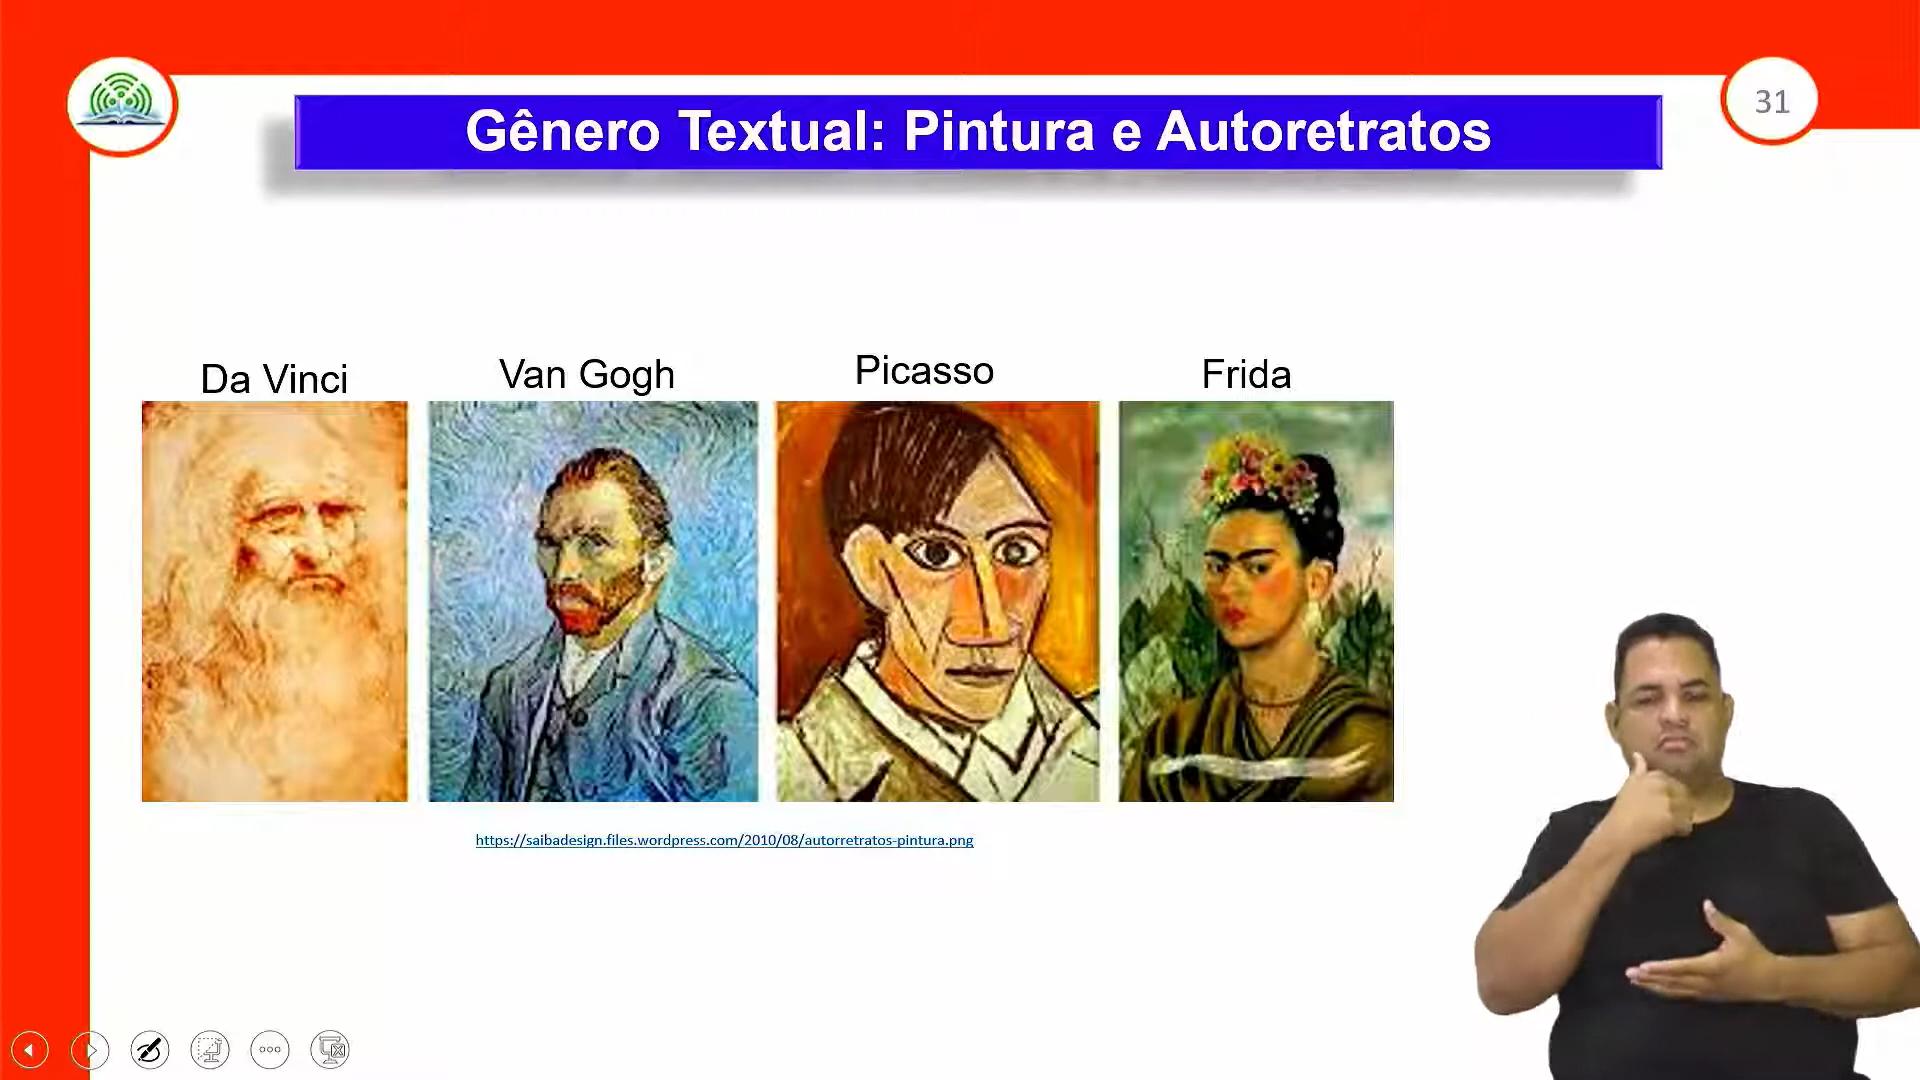 31
Gênero Textual: Pintura e Autoretratos
Da Vinci
Van Gogh
Picasso
Frida
https://saibadesign.files.wordpress.com/2010/08/autorretratos-pintura.png